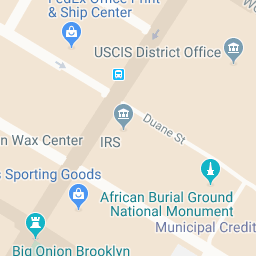 FedEx Office Print
& Ship Center
USCIS District Office
Duane St
IRS
n Wax Center
s Sporting Goods
African Burial Ground
National Monument
Municipal Credit
Big Onion Brooklyn